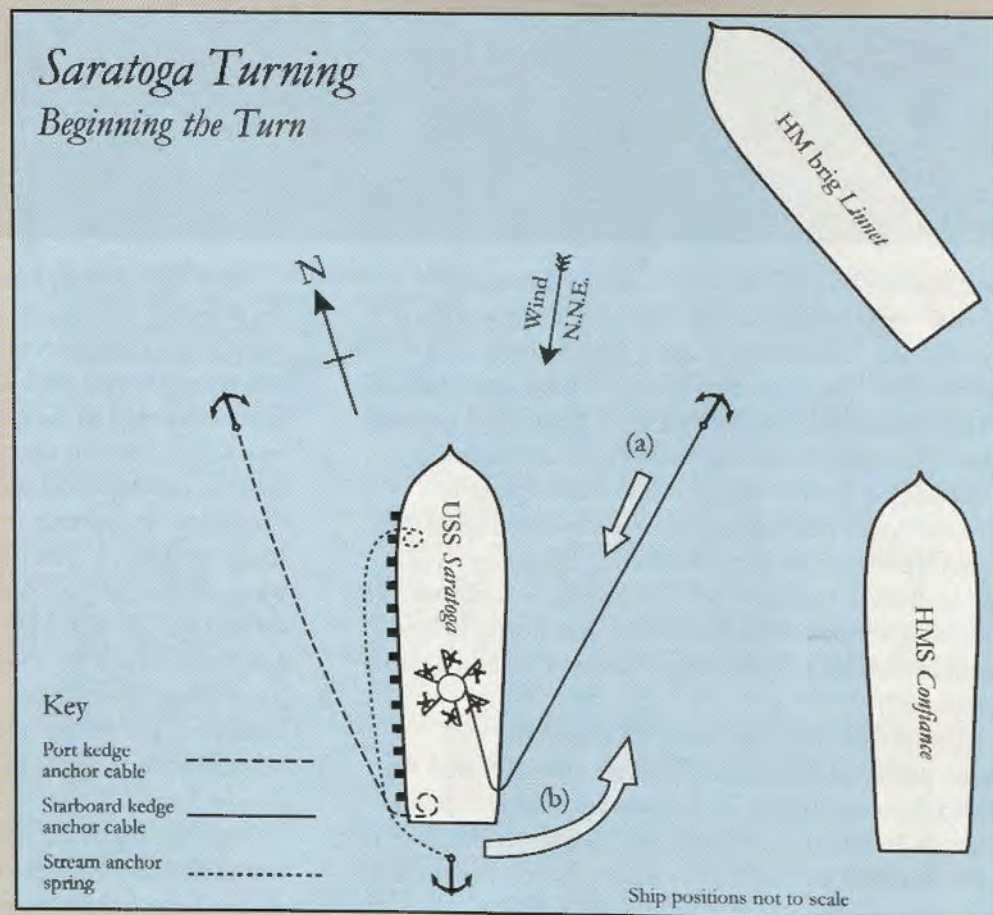 Saratoga Turning
Beginning the Turn
HM brig Linnet
N
Wind
N.N.E.
(a)
USS Saratoga
HMS Confiance
(b)
Key
Port kedge
anchor cable
Starboard kedge
anchor cable
Stream anchor
spring
Ship positions not to scale